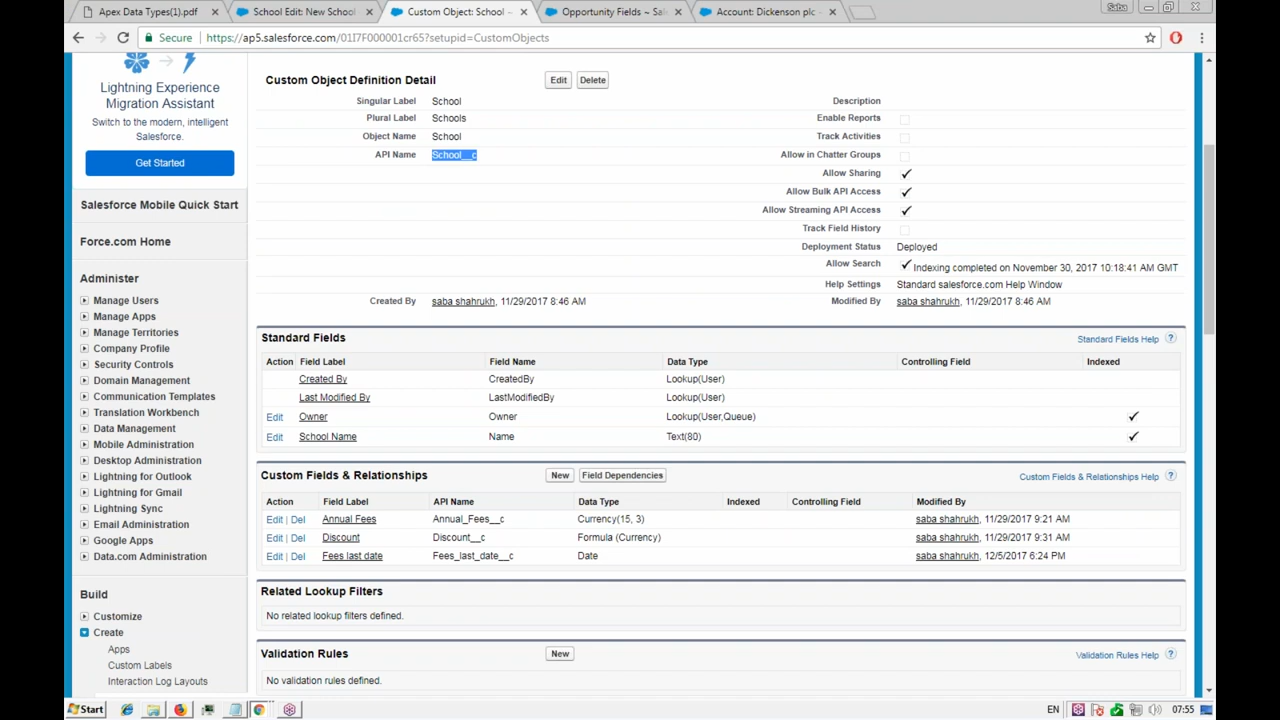 Apex Data Types(1).pdf
School Edit: New School
Custom Object: School ~
Opportunity Fields ~ Sal
Account: Dickenson plc ~
Saba
Secure
https://ap5.salesforce.com/01I7F000001cr65?setupid=CustomObjects
Lightning Experience
Migration Assistant
Switch to the modern, intelligent
Salesforce.
Get Started
Salesforce Mobile Quick Start
Force.com Home
Administer
Manage Users
Manage Apps
Manage Territories
Company Profile
Security Controls
Domain Management
Communication Templates
Translation Workbench
Data Management
Mobile Administration
Desktop Administration
Lightning for Outlook
Lightning for Gmail
Lightning Sync
Email Administration
Google Apps
Data.com Administration
Build
Customize
Create
Apps
Custom Labels
Interaction Log Layouts
Custom Object Definition Detail Edit Delete
Singular Label School Description
Plural Label Schools Enable Reports
Object Name School Track Activities
API Name School__c Allow in Chatter Groups
Allow Sharing
Allow Bulk API Access
Allow Streaming API Access
Track Field History
Deployment Status Deployed
Allow Search Indexing completed on November 30, 2017 10:18:41 AM GMT
Help Settings Standard salesforce.com Help Window
Created By saba shahrukh, 11/29/2017 8:46 AM Modified By saba shahrukh, 11/29/2017 8:46 AM
Standard Fields Standard Fields Help ?
Action Field Label Field Name Data Type Controlling Field Indexed
Created By CreatedBy Lookup(User)
Last Modified By LastModifiedBy Lookup(User)
Edit Owner Owner Lookup(User,Queue)
Edit School Name Name Text(80)
Custom Fields & Relationships New Field Dependencies Custom Fields & Relationships Help ?
Action Field Label API Name Data Type Indexed Controlling Field Modified By
Edit | Del Annual Fees Annual_Fees__c Currency(15, 3) saba shahrukh, 11/29/2017 9:21 AM
Edit | Del Discount Discount__c Formula (Currency) saba shahrukh, 11/29/2017 9:31 AM
Edit | Del Fees last date Fees_last_date__c Date saba shahrukh, 12/5/2017 6:24 PM
Related Lookup Filters
No related lookup filters defined.
Validation Rules New Validation Rules Help ?
No validation rules defined.
Start
EN
07:55